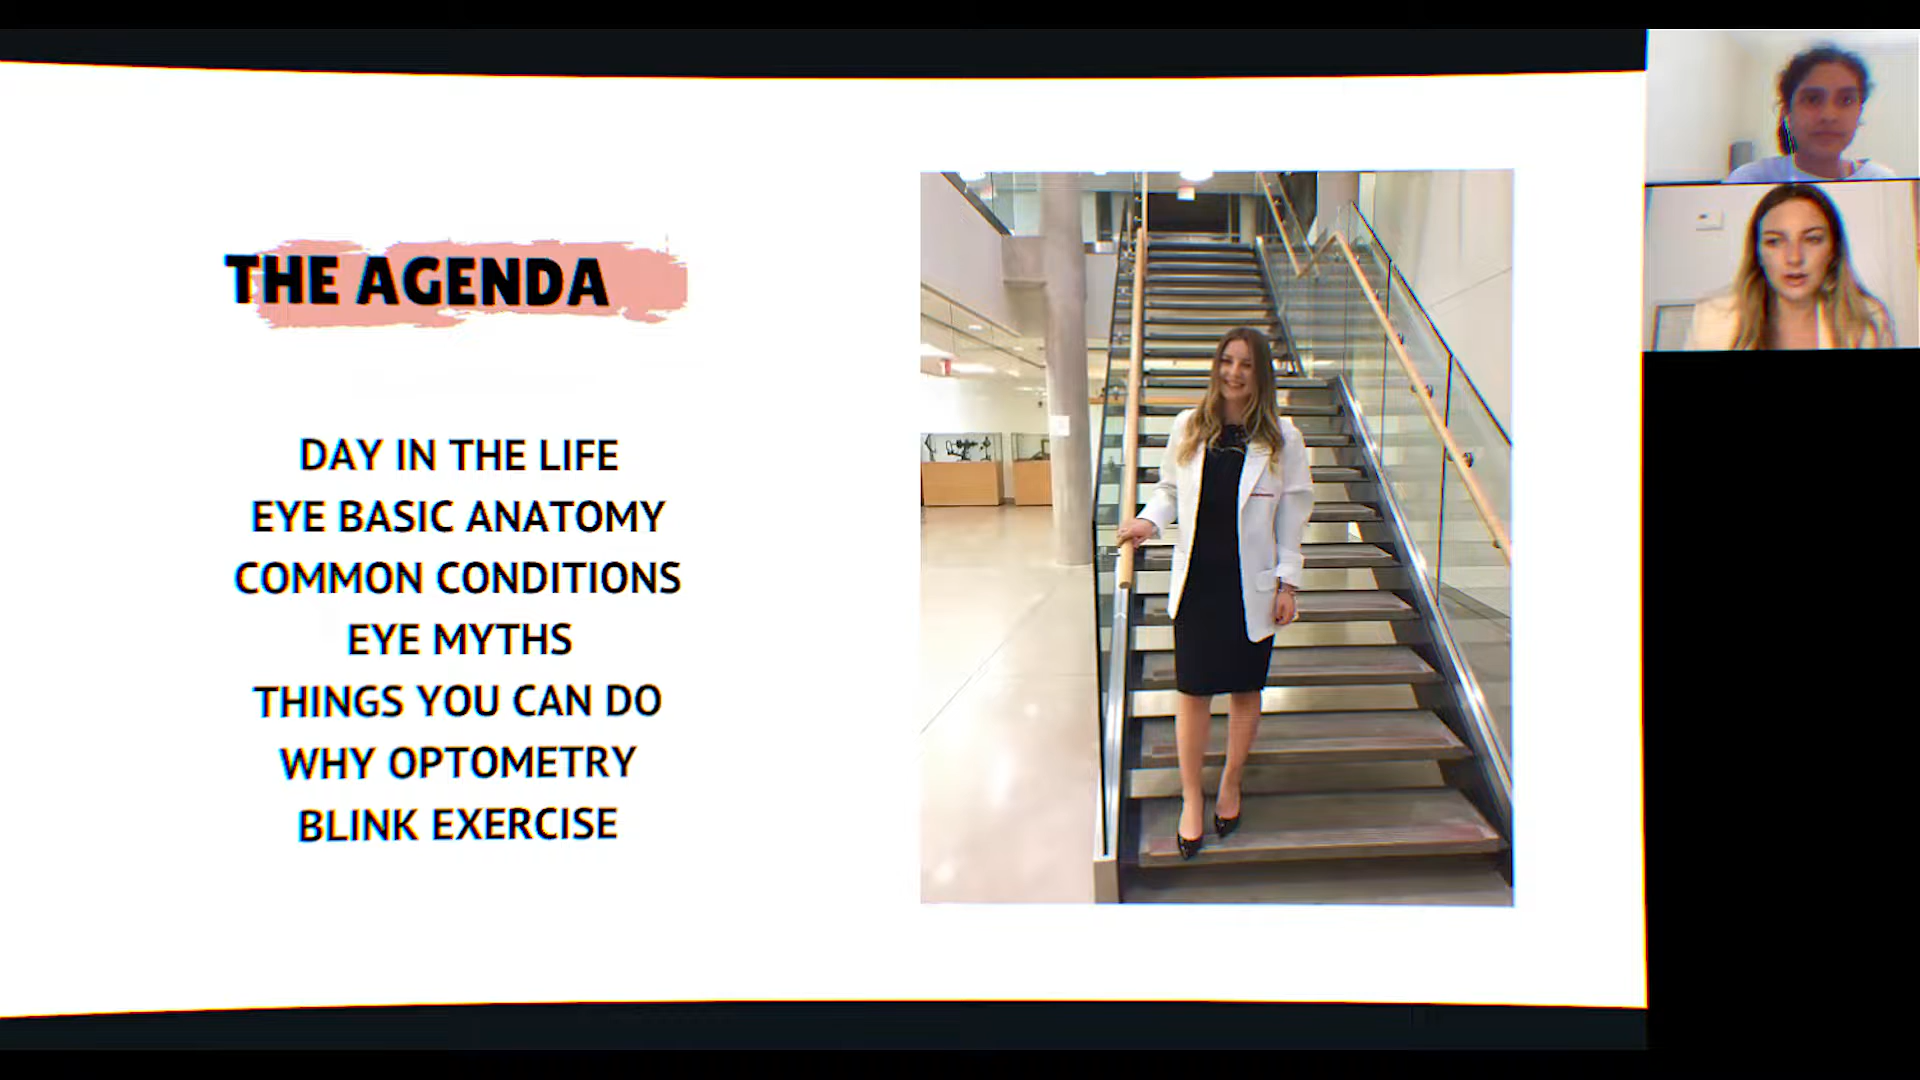 THE AGENDA
DAY IN THE LIFE
EYE BASIC ANATOMY
COMMON CONDITIONS
EYE MYTHS
THINGS YOU CAN DO
WHY OPTOMETRY
BLINK EXERCISE